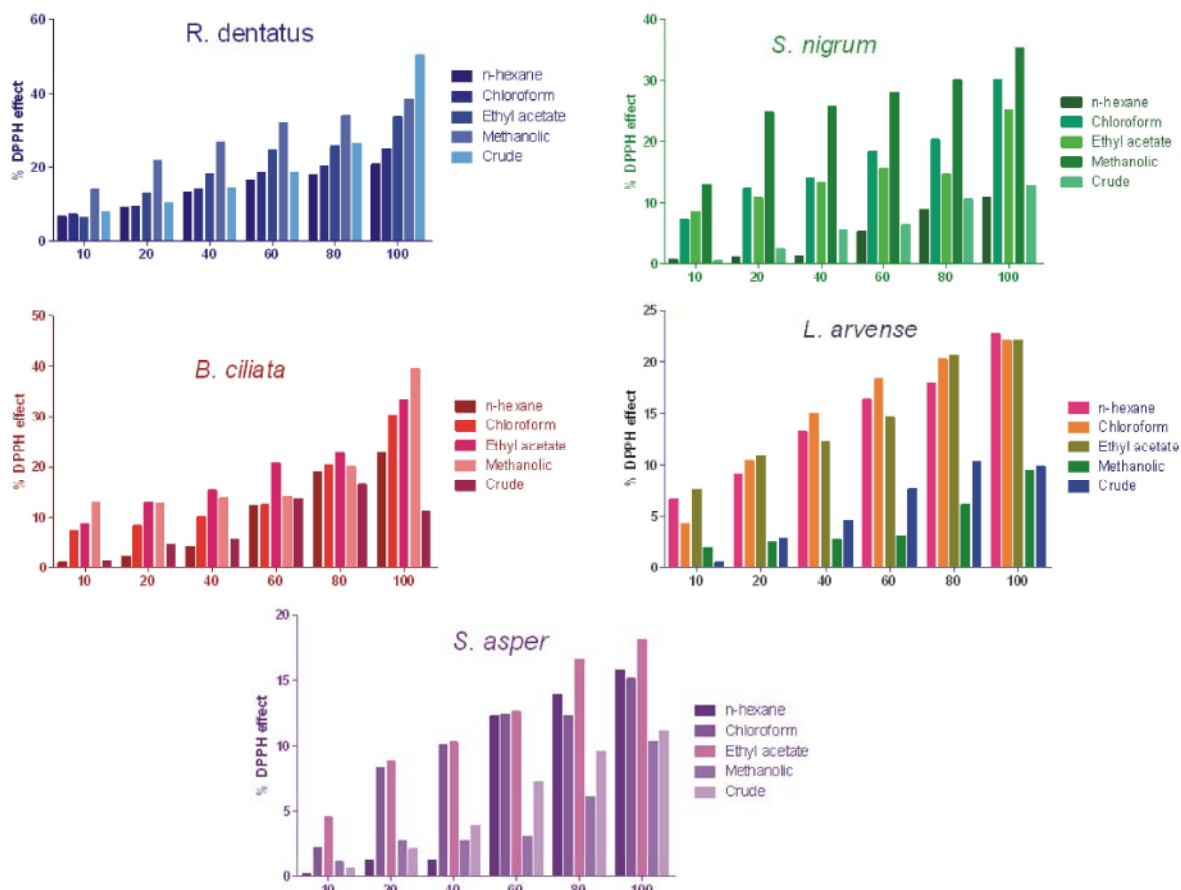 R. dentatus
% DPPH effect
60
40
20
0
10 20 40 60 80 100
n-hexane
Chloroform
Ethyl acetate
Methanolic
Crude
S. nigrum
% DPPH effect
40
30
20
10
0
10 20 40 60 80 100
n-hexane
Chloroform
Ethyl acetate
Methanolic
Crude
B. ciliata
% DPPH effect
50
40
30
20
10
0
10 20 40 60 80 100
n-hexane
Chloroform
Ethyl acetate
Methanolic
Crude
L. arvense
% DPPH effect
25
20
15
10
5
0
10 20 40 60 80 100
n-hexane
Chloroform
Ethyl acetate
Methanolic
Crude
S. asper
% DPPH effect
20
15
10
5
0
10 20 40 60 80 100
n-hexane
Chloroform
Ethyl acetate
Methanolic
Crude